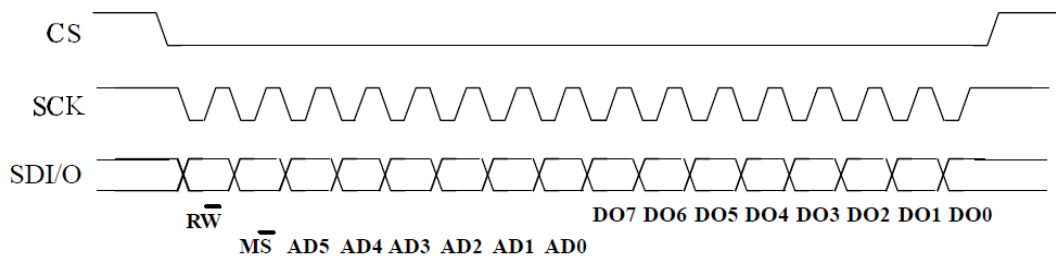 CS
SCK
SDI/O
RW̅ DO7 DO6 DO5 DO4 DO3 DO2 DO1 DO0
MS̅ AD5 AD4 AD3 AD2 AD1 AD0